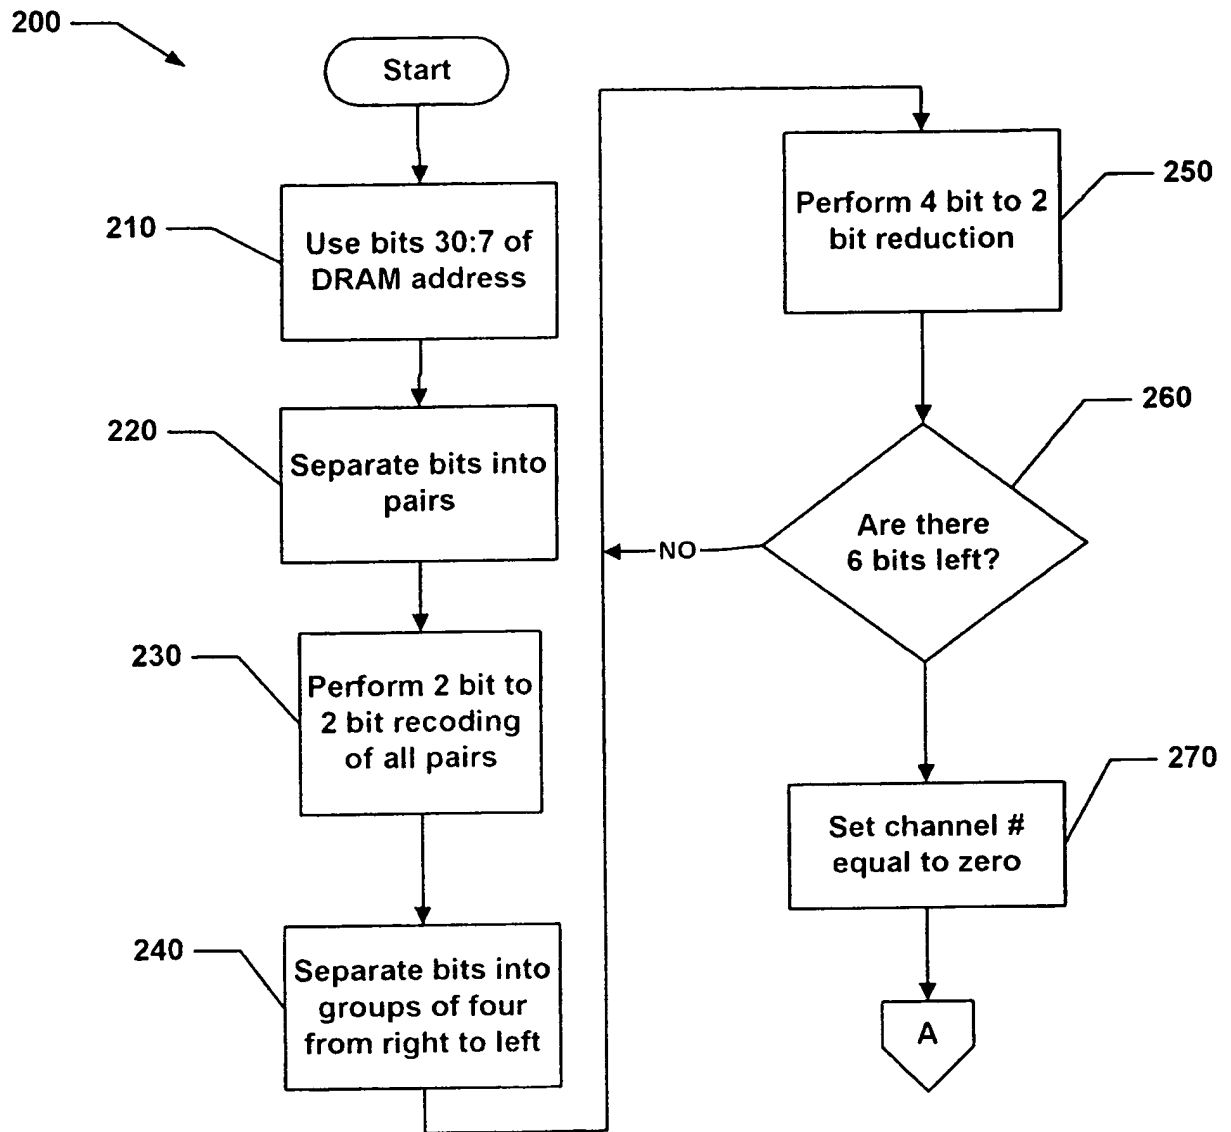 200
Start
210
Use bits 30:7 of
DRAM address
220
Separate bits into
pairs
230
Perform 2 bit to
2 bit recoding
of all pairs
240
Separate bits into
groups of four
from right to left
250
Perform 4 bit to 2
bit reduction
260
Are there
6 bits left?
NO
270
Set channel #
equal to zero
A